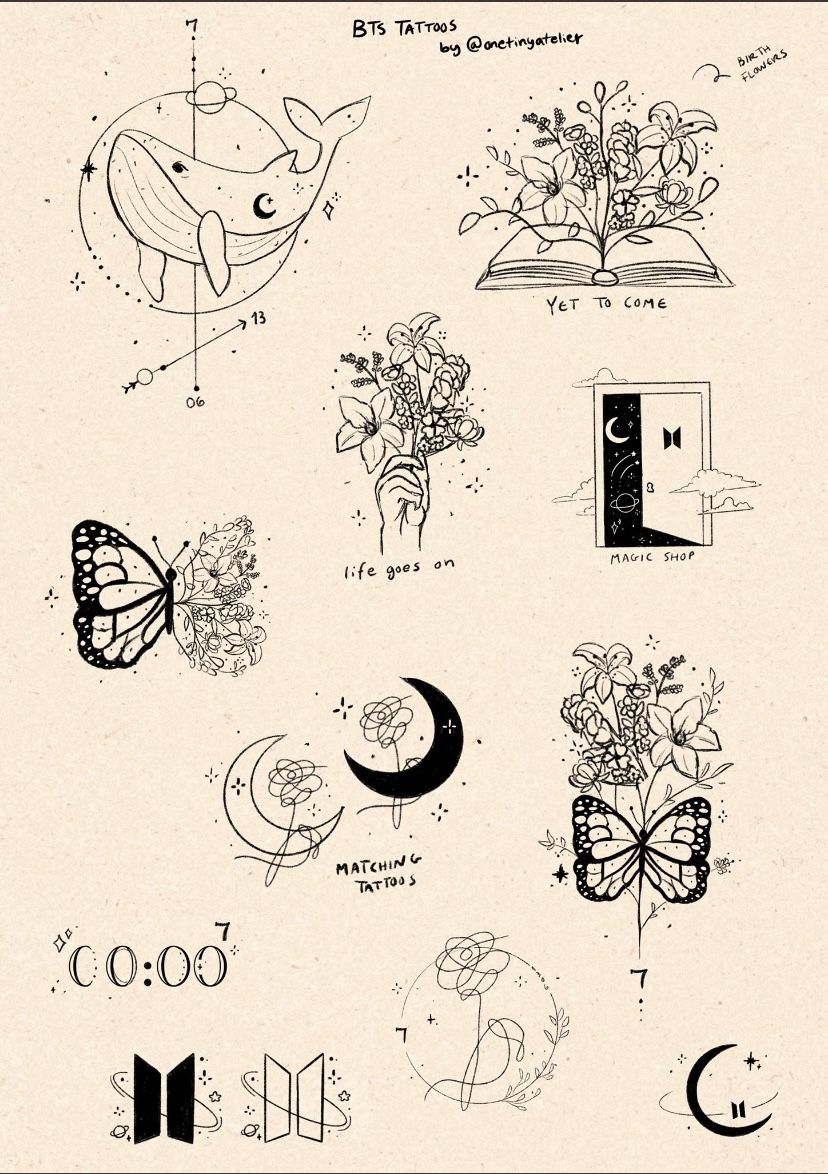 7
BTS TATTOOS
by @onetinyatelier
BIRTH
FLOWERS
13
06
YET TO COME
life goes on
MAGIC SHOP
MATCHING
TATTOOS
7
00:00
7
7